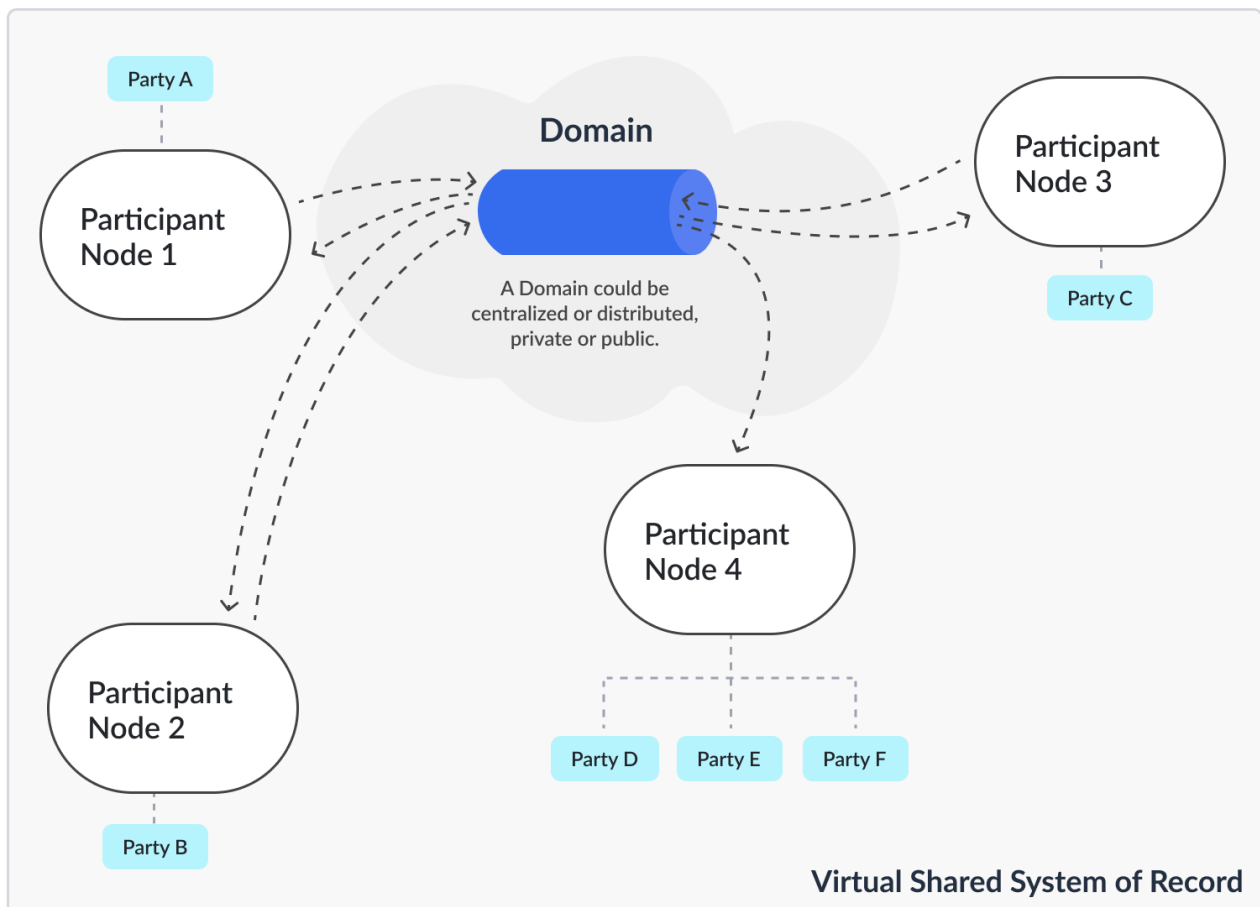 Party A
Domain
Participant
Node 3
Participant
Node 1
A Domain could be
centralized or distributed,
private or public.
Party C
Participant
Node 4
Participant
Node 2
Party D
Party E
Party F
Party B
Virtual Shared System of Record